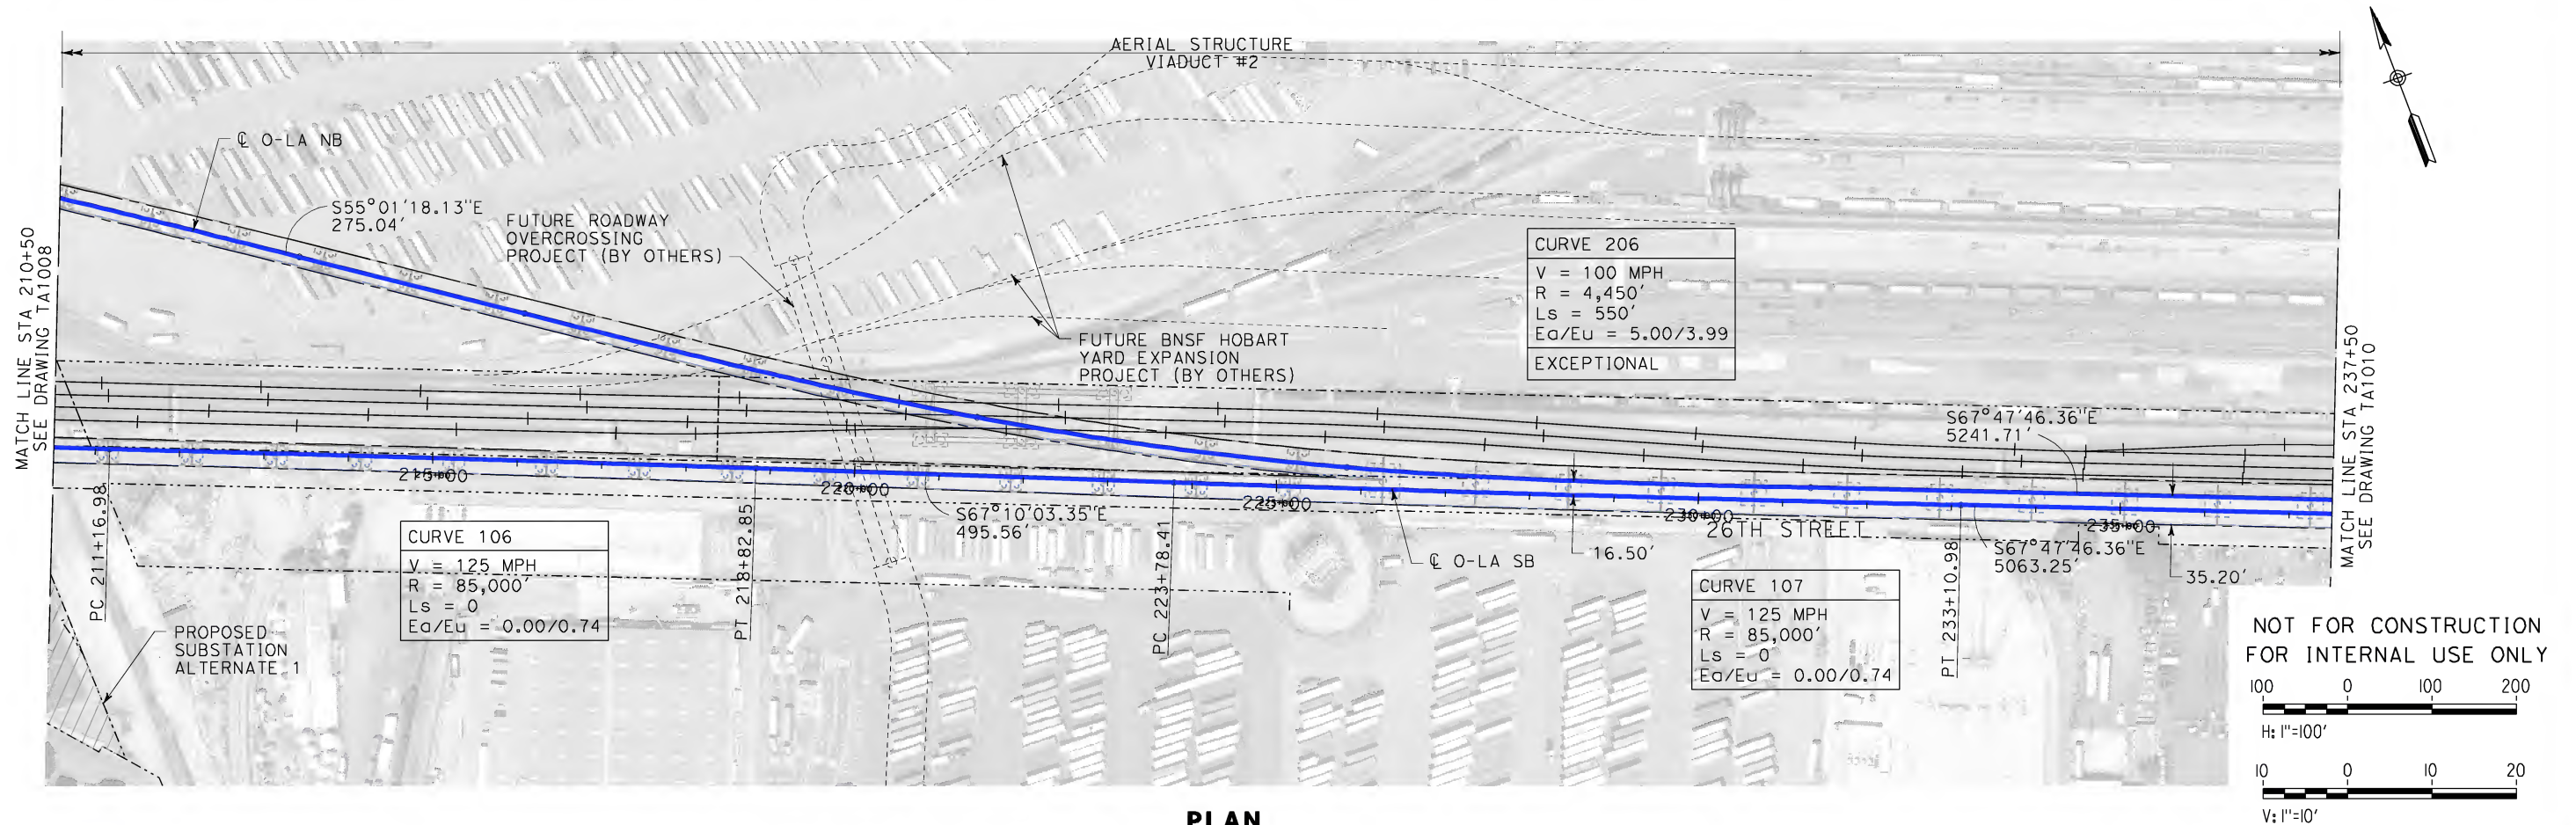 AERIAL STRUCTURE
VIADUCT #2
MATCH LINE STA 210+50
SEE DRAWING TA1008
℄ O-LA NB
S55°01'18.13"E
275.04'
FUTURE ROADWAY
OVERCROSSING
PROJECT (BY OTHERS)
FUTURE BNSF HOBART
YARD EXPANSION
PROJECT (BY OTHERS)
CURVE 206
V = 100 MPH
R = 4,450'
Ls = 550'
Ea/Eu = 5.00/3.99
EXCEPTIONAL
S67°47'46.36"E
5241.71'
MATCH LINE STA 237+50
SEE DRAWING TA1010
215+00
220+00
225+00
230+00
235+00
PC 211+16.98
PT 218+82.85
S67°10'03.35"E
495.56'
PC 223+78.41
℄ O-LA SB
16.50'
26TH STREET
PT 233+10.98
S67°47'46.36"E
5063.25'
35.20'
CURVE 106
V = 125 MPH
R = 85,000'
Ls = 0
Ea/Eu = 0.00/0.74
CURVE 107
V = 125 MPH
R = 85,000'
Ls = 0'
Ea/Eu = 0.00/0.74
PROPOSED
SUBSTATION
ALTERNATE 1
NOT FOR CONSTRUCTION
FOR INTERNAL USE ONLY
100 0 100 200
H: 1"=100'
10 0 10 20
V: 1"=10'
PLAN